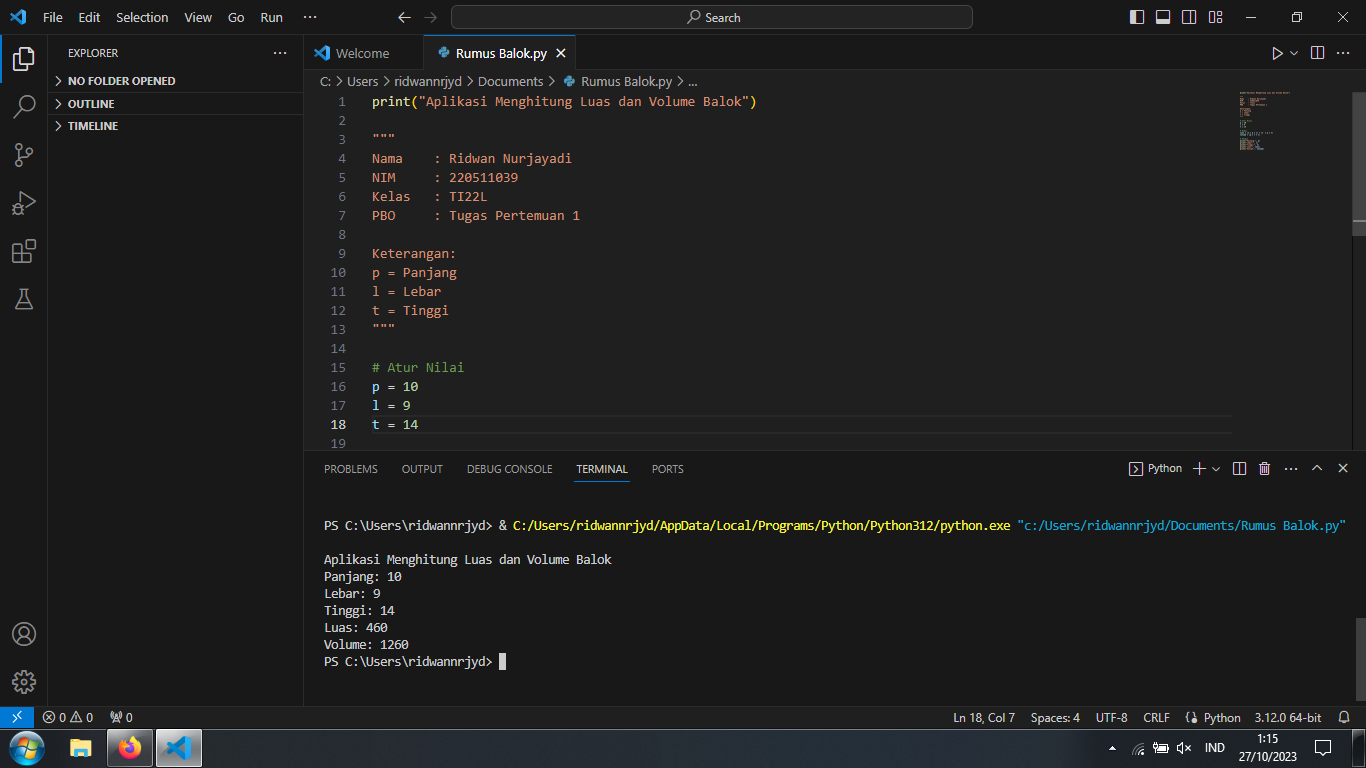 File Edit Selection View Go Run ···
Search
EXPLORER ···
NO FOLDER OPENED
OUTLINE
TIMELINE
Welcome
Rumus Balok.py
C: > Users > ridwannrjyd > Documents > Rumus Balok.py > ...
1 print("Aplikasi Menghitung Luas dan Volume Balok")
2
3 """
4 Nama : Ridwan Nurjayadi
5 NIM : 220511039
6 Kelas : TI22L
7 PBO : Tugas Pertemuan 1
8
9 Keterangan:
10 p = Panjang
11 l = Lebar
12 t = Tinggi
13 """
14
15 # Atur Nilai
16 p = 10
17 l = 9
18 t = 14
19
PROBLEMS OUTPUT DEBUG CONSOLE TERMINAL PORTS
Python
PS C:\Users\ridwannrjyd> & C:/Users/ridwannrjyd/AppData/Local/Programs/Python/Python312/python.exe "c:/Users/ridwannrjyd/Documents/Rumus Balok.py"
Aplikasi Menghitung Luas dan Volume Balok
Panjang: 10
Lebar: 9
Tinggi: 14
Luas: 460
Volume: 1260
PS C:\Users\ridwannrjyd>
0 0 0
Ln 18, Col 7 Spaces: 4 UTF-8 CRLF Python 3.12.0 64-bit
IND
1:15
27/10/2023